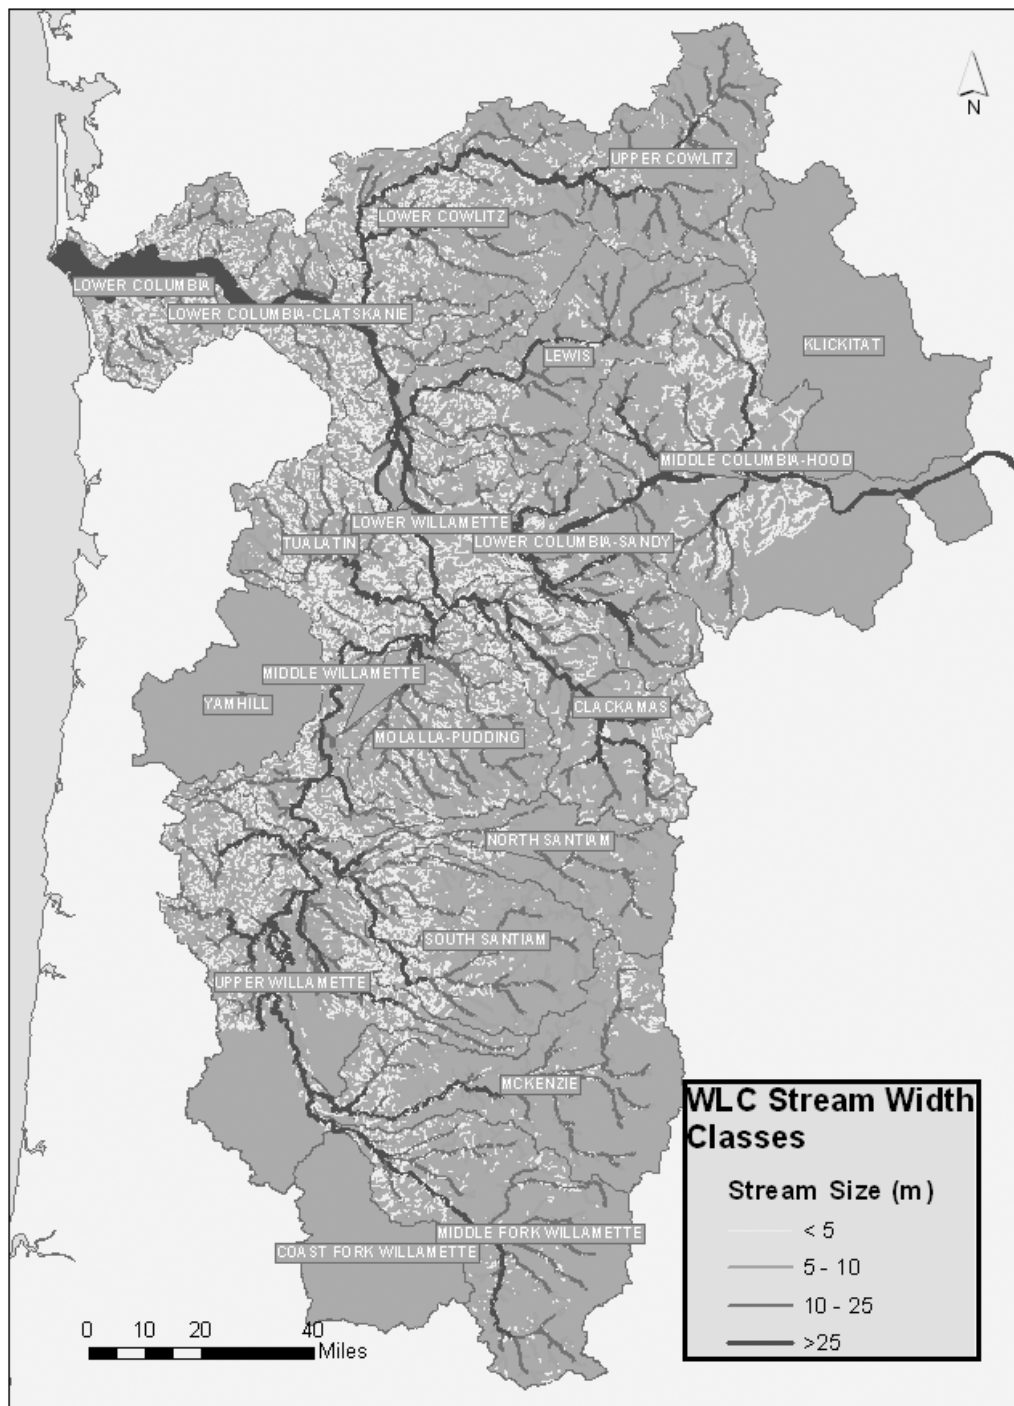 N
UPPER COWLITZ
LOWER COWLITZ
LOWER COLUMBIA
LOWER COLUMBIA-CLATSKANIE
KLICKITAT
LEWIS
MIDDLE COLUMBIA-HOOD
LOWER WILLAMETTE
TUALATIN
LOWER COLUMBIA-SANDY
MIDDLE WILLAMETTE
YAMHILL
CLACKAMAS
MOLALLA-PUDDING
NORTH SANTIAM
SOUTH SANTIAM
UPPER WILLAMETTE
MCKENZIE
MIDDLE FORK WILLAMETTE
COAST FORK WILLAMETTE
WLC Stream Width
Classes
Stream Size (m)
< 5
5 - 10
10 - 25
>25
0 10 20 40
Miles